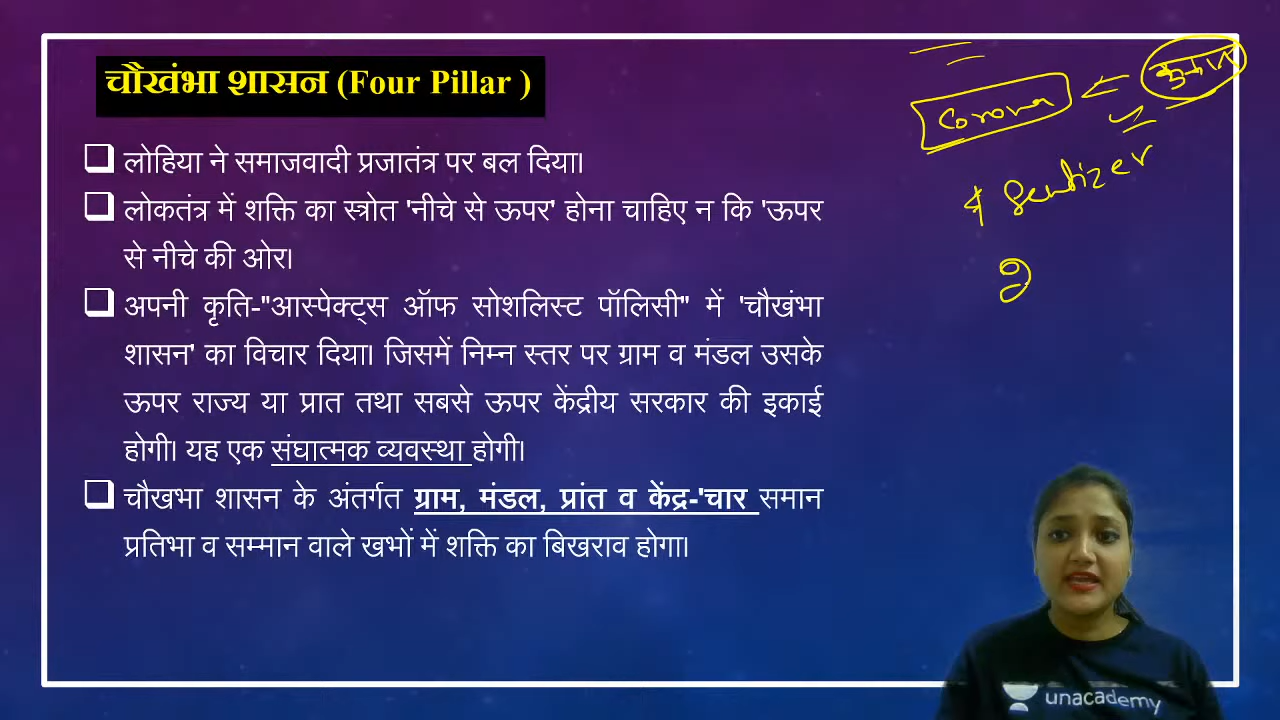 चौखंभा शासन (Four Pillar )
लोहिया ने समाजवादी प्रजातंत्र पर बल दिया।
लोकतंत्र में शक्ति का स्त्रोत 'नीचे से ऊपर' होना चाहिए न कि 'ऊपर
से नीचे की ओर।
अपनी कृति-"आस्पेक्ट्स ऑफ सोशलिस्ट पॉलिसी" में 'चौखंभा
शासन' का विचार दिया। जिसमें निम्न स्तर पर ग्राम व मंडल उसके
ऊपर राज्य या प्रात तथा सबसे ऊपर केंद्रीय सरकार की इकाई
होगी। यह एक संघात्मक व्यवस्था होगी।
चौखभा शासन के अंतर्गत ग्राम, मंडल, प्रांत व केंद्र-'चार समान
प्रतिभा व सम्मान वाले खभों में शक्ति का बिखराव होगा।
Corona
unacademy